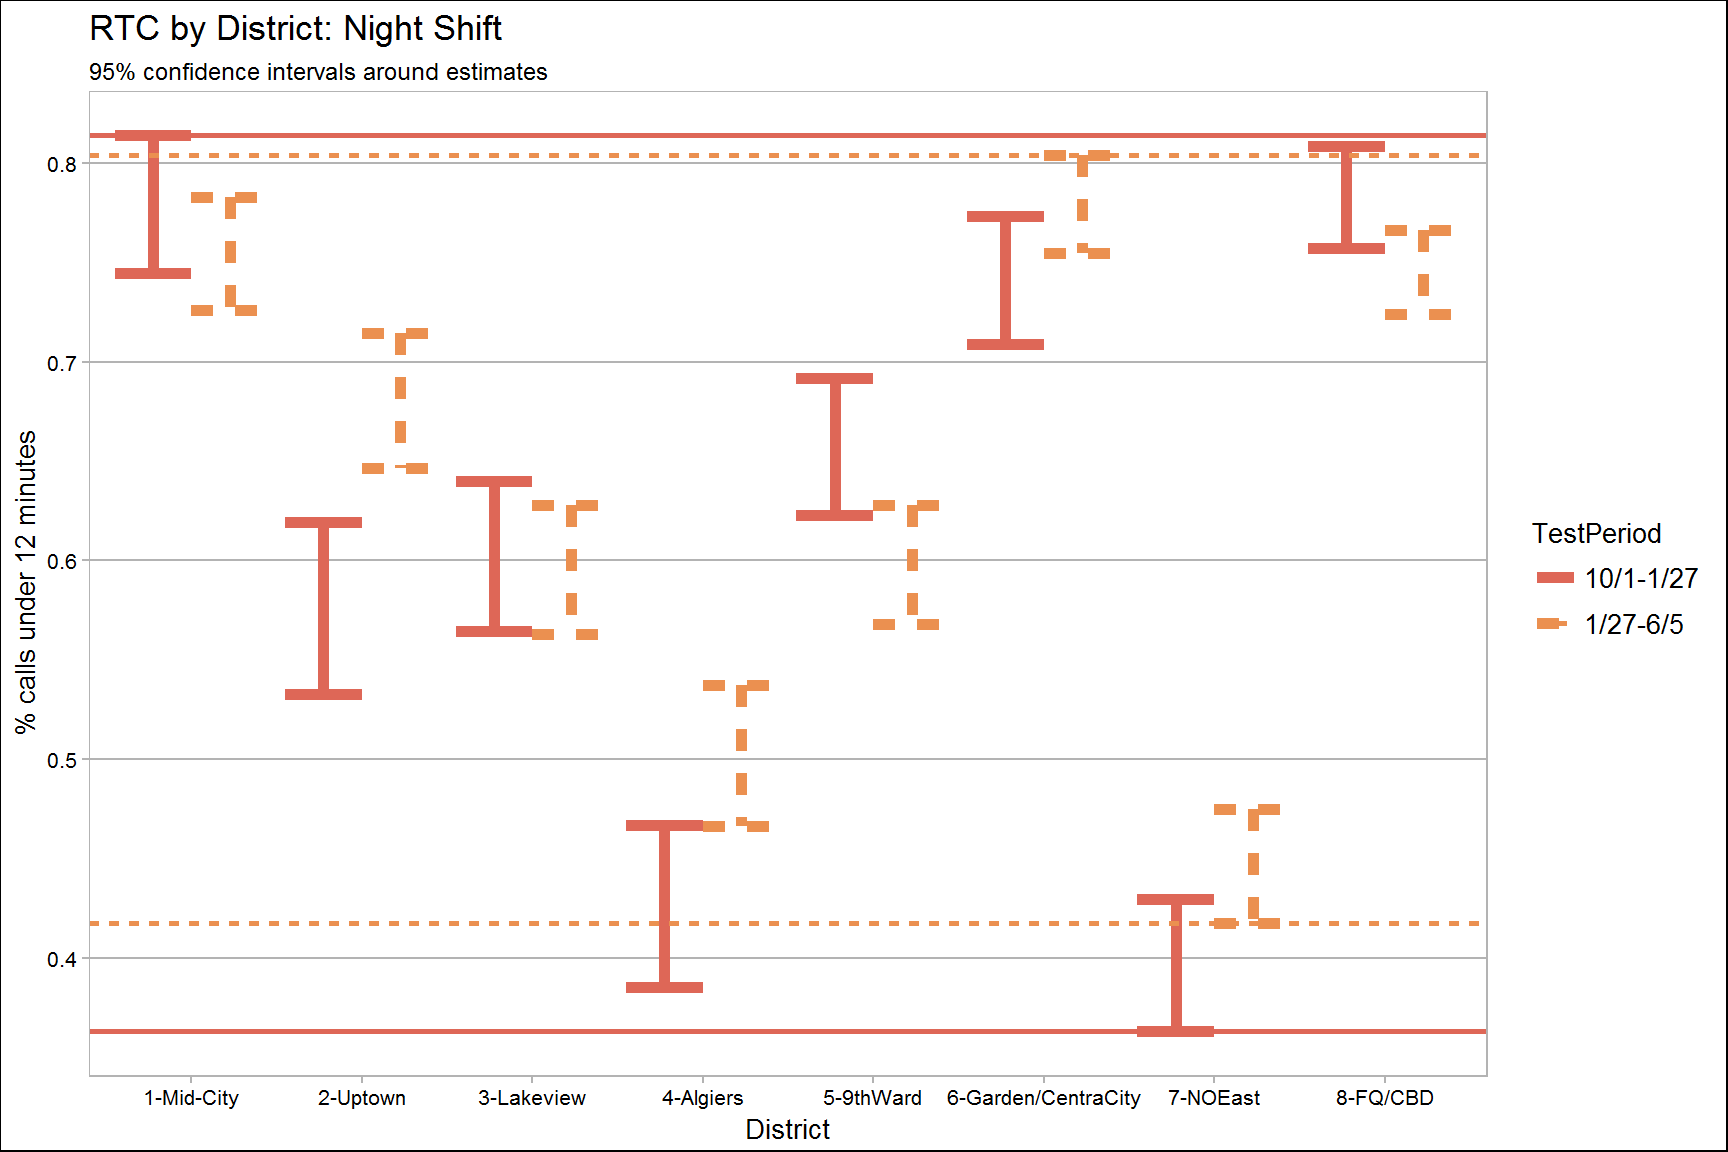 RTC by District: Night Shift
95% confidence intervals around estimates
% calls under 12 minutes
0.8
0.7
0.6
0.5
0.4
1-Mid-City
2-Uptown
3-Lakeview
4-Algiers
5-9thWard
6-Garden/CentraCity
7-NOEast
8-FQ/CBD
District
TestPeriod
10/1-1/27
1/27-6/5